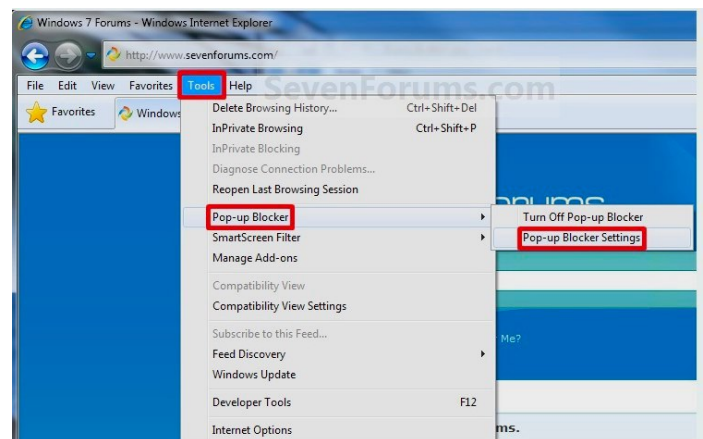 Windows 7 Forums - Windows Internet Explorer
http://www.sevenforums.com/
File Edit View Favorites Tools Help
SevenForums.com
Favorites Windows
Delete Browsing History... Ctrl+Shift+Del
InPrivate Browsing Ctrl+Shift+P
InPrivate Blocking
Diagnose Connection Problems...
Reopen Last Browsing Session
Pop-up Blocker
Turn Off Pop-up Blocker
SmartScreen Filter
Pop-up Blocker Settings
Manage Add-ons
Compatibility View
Compatibility View Settings
Subscribe to this Feed...
Me?
Feed Discovery
Windows Update
Developer Tools F12
Internet Options
ms.